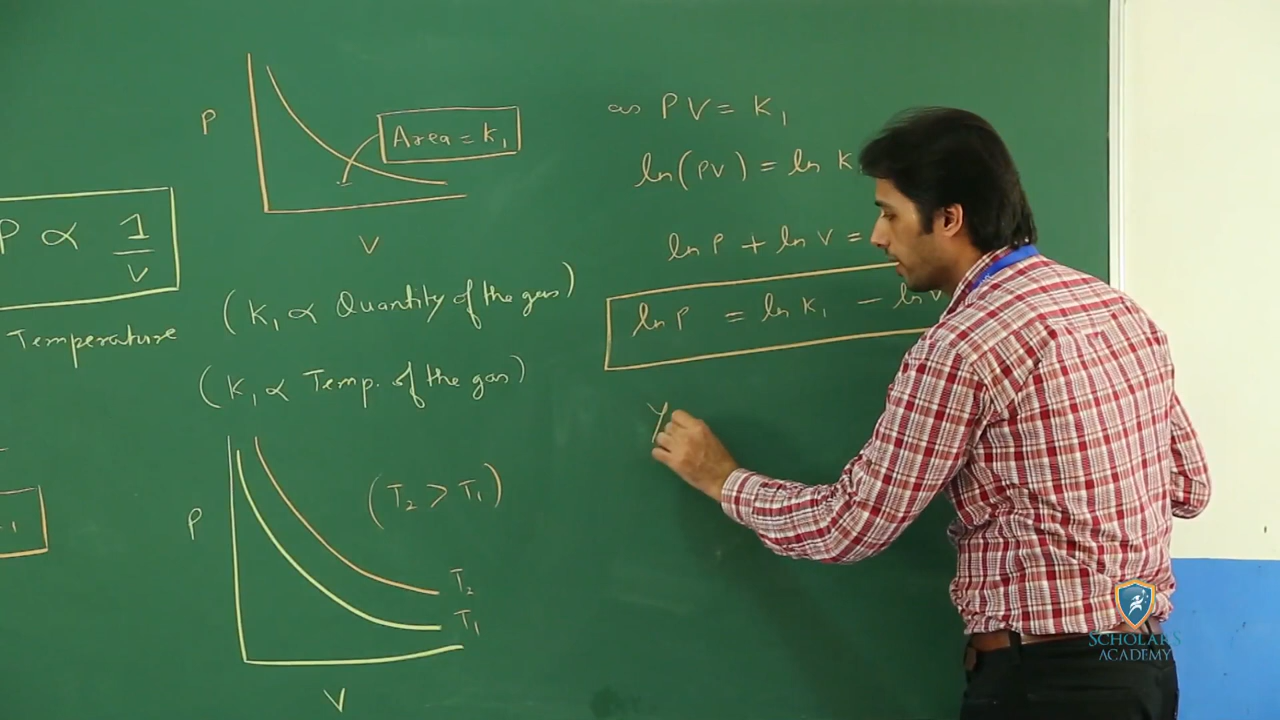 P ∝ 1/V
Temperature
P
Area = K₁
V
(K₁ ∝ Quantity of the gas)
(K₁ ∝ Temp. of the gas)
P
(T₂ > T₁)
T₂
T₁
V
as PV = K₁
ln(PV) = ln K
ln P + ln V =
ln P = ln K₁ - ln V
Y
SCHOLARS
ACADEMY